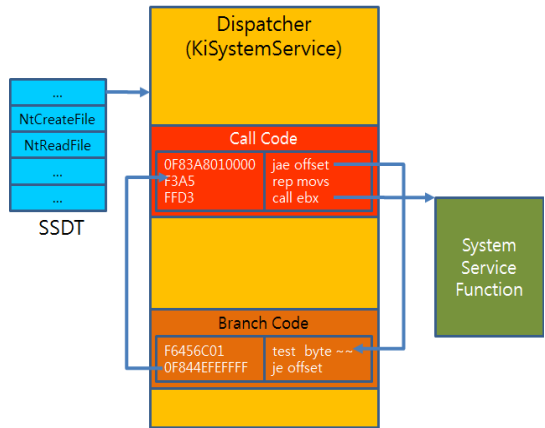 Dispatcher
(KiSystemService)
...
NtCreateFile
NtReadFile
...
...
SSDT
Call Code
0F83A8010000 jae offset
F3A5 rep movs
FFD3 call ebx
System
Service
Function
Branch Code
F6456C01 test byte ~~
0F844EFEFFFF je offset